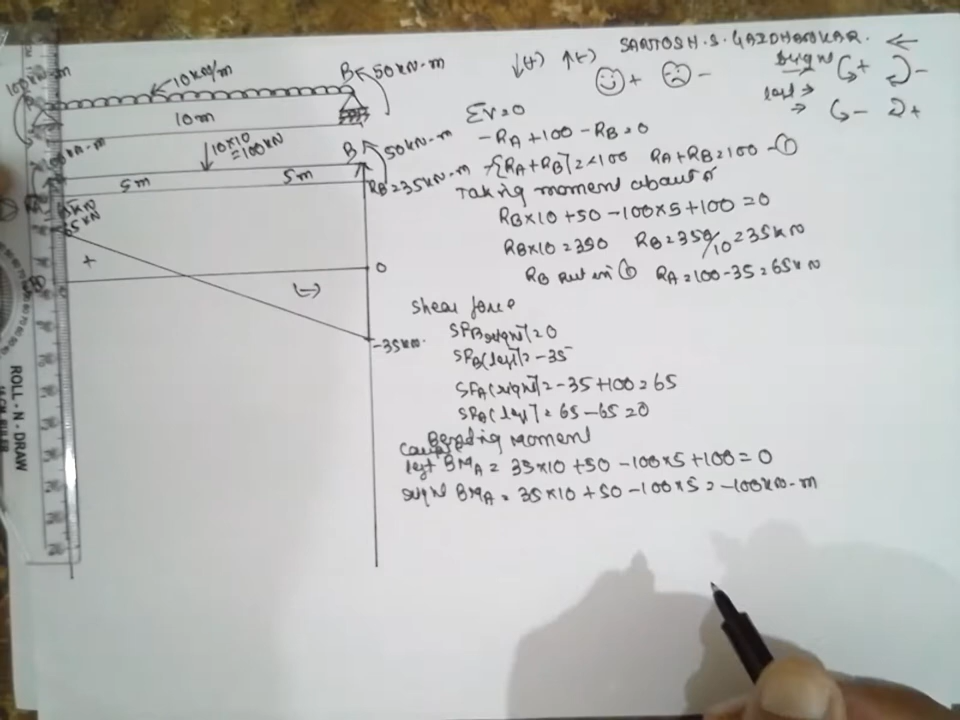 SANTOSH.S.GAIDHANKAR. ←
↓(+) ↑(-)
+ -
+ -
- +
10KN/m
B 50KN-m
10m
10×10
=100KN
B 50KN-m
5m 5m
RB=35KN-m
65KN
+
(-)
0
-35KN.
ΣV=0
-RA+100-RB=0
-{RA+RB}=-100 RA+RB=100 -①
Taking moment about
RB×10+50-100×5+100=0
RB×10=350 RB=350/10=35KN
RB put in ① RA=100-35=65KN
Shear force
SFB(right)=0
SFB(left)=-35
SFA(right)=-35+100=65
SFA(left)=65-65=0
Bending Moment
left BMA = 35×10+50-100×5+100=0
right BMA = 35×10+50-100×5=-100KN-m
ROLL-N-DRAW